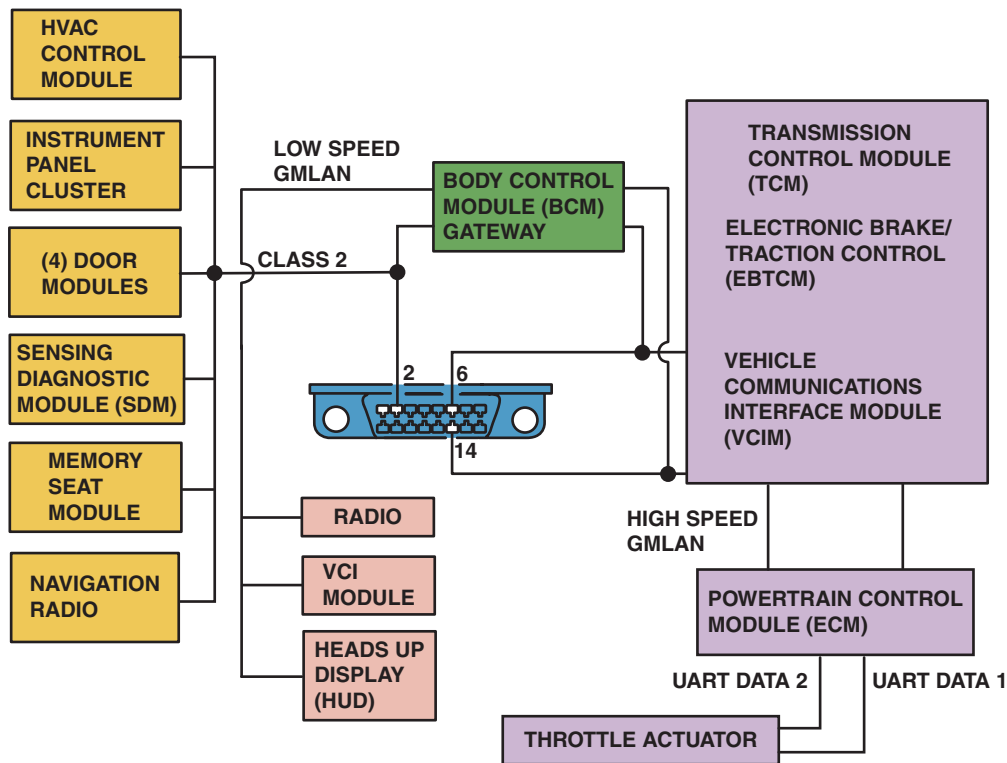 HVAC
CONTROL
MODULE
INSTRUMENT
PANEL
CLUSTER
(4) DOOR
MODULES
SENSING
DIAGNOSTIC
MODULE (SDM)
MEMORY
SEAT
MODULE
NAVIGATION
RADIO
LOW SPEED
GMLAN
CLASS 2
BODY CONTROL
MODULE (BCM)
GATEWAY
2
6
14
RADIO
VCI
MODULE
HEADS UP
DISPLAY
(HUD)
TRANSMISSION
CONTROL MODULE
(TCM)
ELECTRONIC BRAKE/
TRACTION CONTROL
(EBTCM)
VEHICLE
COMMUNICATIONS
INTERFACE MODULE
(VCIM)
HIGH SPEED
GMLAN
POWERTRAIN CONTROL
MODULE (ECM)
UART DATA 2
UART DATA 1
THROTTLE ACTUATOR